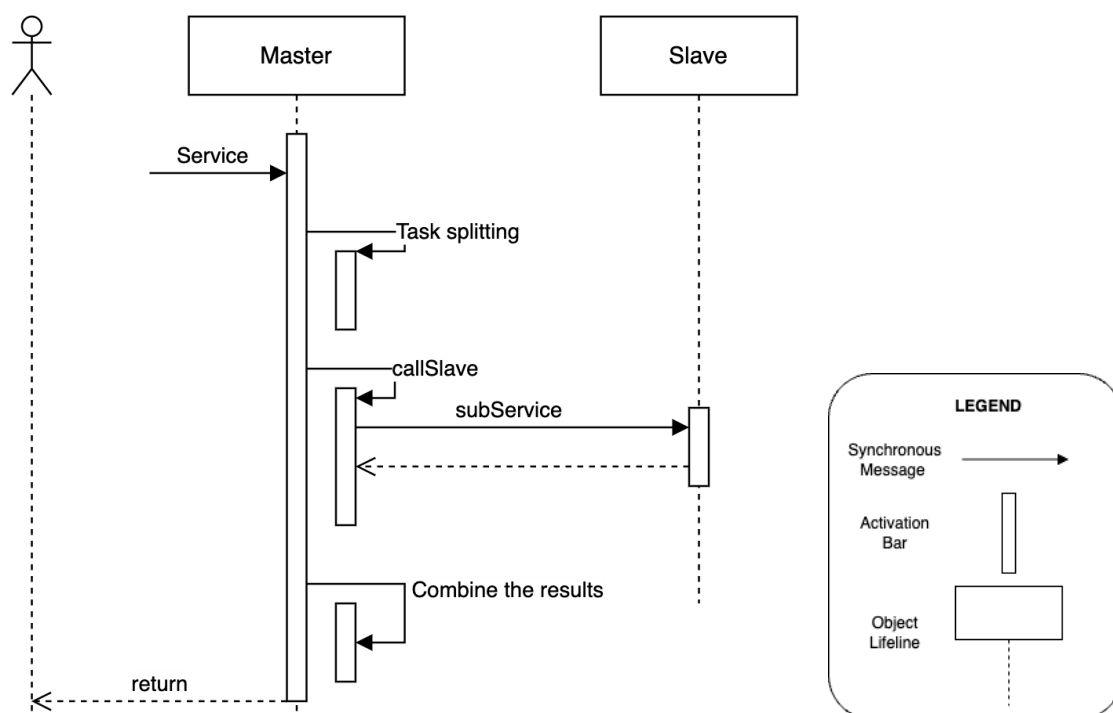 Master
Slave
Service
Task splitting
callSlave
subService
Combine the results
return
LEGEND
Synchronous
Message
Activation
Bar
Object
Lifeline